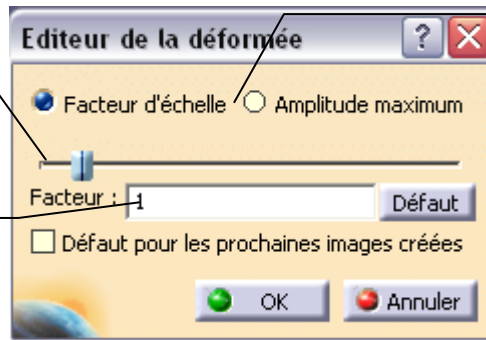 Editeur de la déformée ?
Facteur d'échelle Amplitude maximum
Facteur : 1 Défaut
Défaut pour les prochaines images créées
OK Annuler